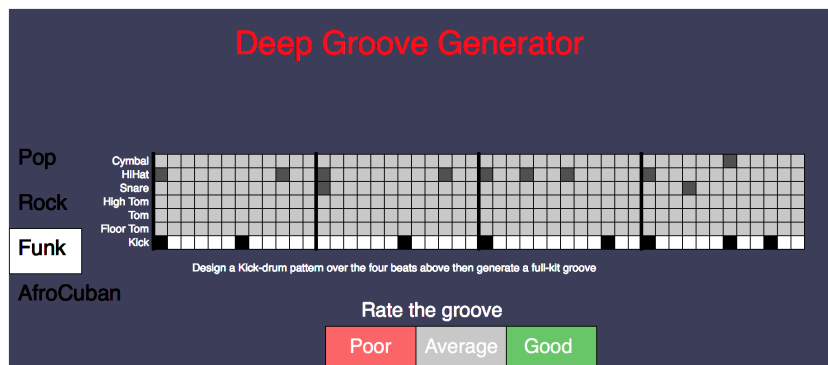 Deep Groove Generator
Pop
Rock
Funk
AfroCuban
Cymbal
HiHat
Snare
High Tom
Tom
Floor Tom
Kick
Design a Kick-drum pattern over the four beats above then generate a full-kit groove
Rate the groove
Poor Average Good